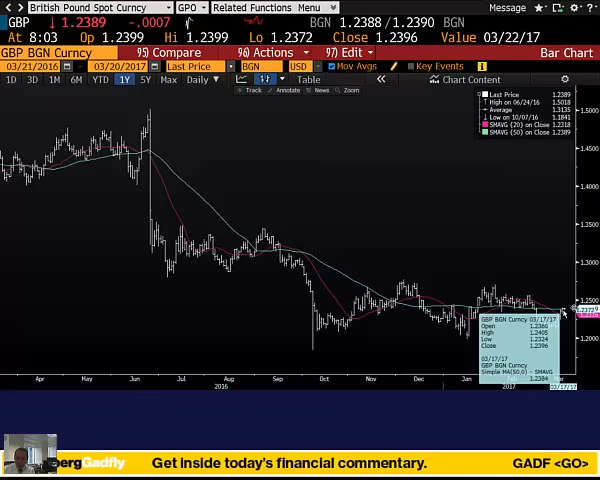 British Pound Spot Curncy GPO Related Functions Menu Message
GBP 1.2389 -.0007 BGN 1.2388 / 1.2390 BGN
At 8:03 Op 1.2399 Hi 1.2399 Lo 1.2372 Close 1.2396 Value 03/22/17
GBP BGN Curncy 95) Compare 96) Actions 97) Edit Bar Chart
03/21/2016 03/20/2017 Last Price BGN USD Mov Avgs Key Events
1D 3D 1M 6M YTD 1Y 5Y Max Daily Table Chart Content
Track Annotate News Zoom
Last Price 1.2389
High on 06/24/16 1.5018
Average 1.3135
Low on 10/07/16 1.1841
SMAVG (20) on Close 1.2318
SMAVG (50) on Close 1.2389
1.5000
1.4500
1.4000
1.3500
1.3000
1.2500
1.2000
GBP BGN Curncy 03/17/17
Open 1.2360
High 1.2405
Low 1.2324
Close 1.2396
03/17/17
GBP BGN Curncy
Simple MA(50,0) - SMAVG
1.2384
Apr May Jun Jul Aug Sep Oct Nov Dec Jan
2016 2017 03/17/17
bergGadfly Get inside today's financial commentary. GADF <GO>